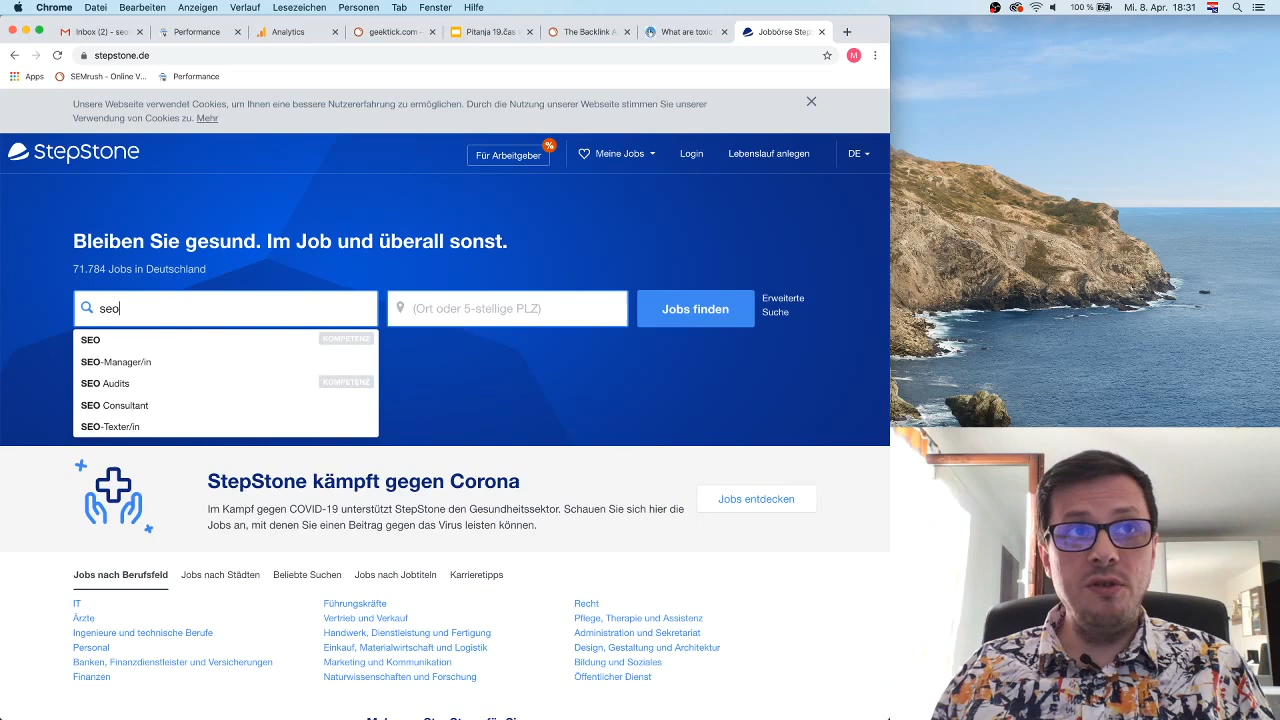 Chrome Datei Bearbeiten Anzeigen Verlauf Lesezeichen Personen Tab Fenster Hilfe 100 % Mi. 8. Apr. 18:31
Inbox (2) - seo Performance Analytics geektick.com - Pitanja 19.čas The Backlink A What are toxic Jobbörse Step
stepstone.de M
Apps SEMrush - Online V... Performance
Unsere Webseite verwendet Cookies, um Ihnen eine bessere Nutzererfahrung zu ermöglichen. Durch die Nutzung unserer Webseite stimmen Sie unserer
Verwendung von Cookies zu. Mehr
StepStone Für Arbeitgeber % Meine Jobs Login Lebenslauf anlegen DE
Bleiben Sie gesund. Im Job und überall sonst.
71.784 Jobs in Deutschland
seo (Ort oder 5-stellige PLZ) Jobs finden Erweiterte
Suche
SEO KOMPETENZ
SEO-Manager/in
SEO Audits KOMPETENZ
SEO Consultant
SEO-Texter/in
StepStone kämpft gegen Corona
Im Kampf gegen COVID-19 unterstützt StepStone den Gesundheitssektor. Schauen Sie sich hier die
Jobs an, mit denen Sie einen Beitrag gegen das Virus leisten können.
Jobs entdecken
Jobs nach Berufsfeld Jobs nach Städten Beliebte Suchen Jobs nach Jobtiteln Karrieretipps
IT Führungskräfte Recht
Ärzte Vertrieb und Verkauf Pflege, Therapie und Assistenz
Ingenieure und technische Berufe Handwerk, Dienstleistung und Fertigung Administration und Sekretariat
Personal Einkauf, Materialwirtschaft und Logistik Design, Gestaltung und Architektur
Banken, Finanzdienstleister und Versicherungen Marketing und Kommunikation Bildung und Soziales
Finanzen Naturwissenschaften und Forschung Öffentlicher Dienst